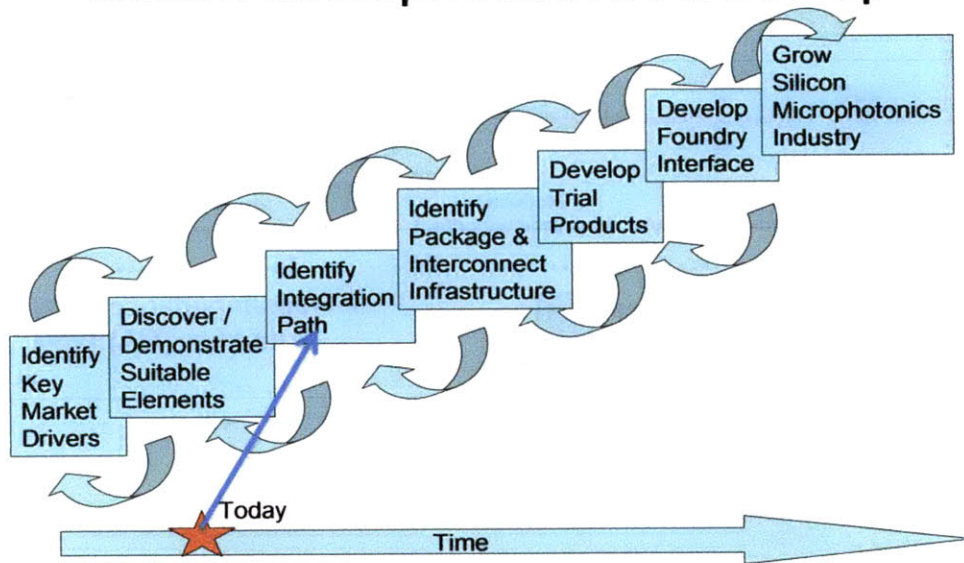 Identify
Key
Market
Drivers
Discover /
Demonstrate
Suitable
Elements
Identify
Integration
Path
Identify
Package &
Interconnect
Infrastructure
Develop
Trial
Products
Develop
Foundry
Interface
Grow
Silicon
Microphotonics
Industry
Today
Time